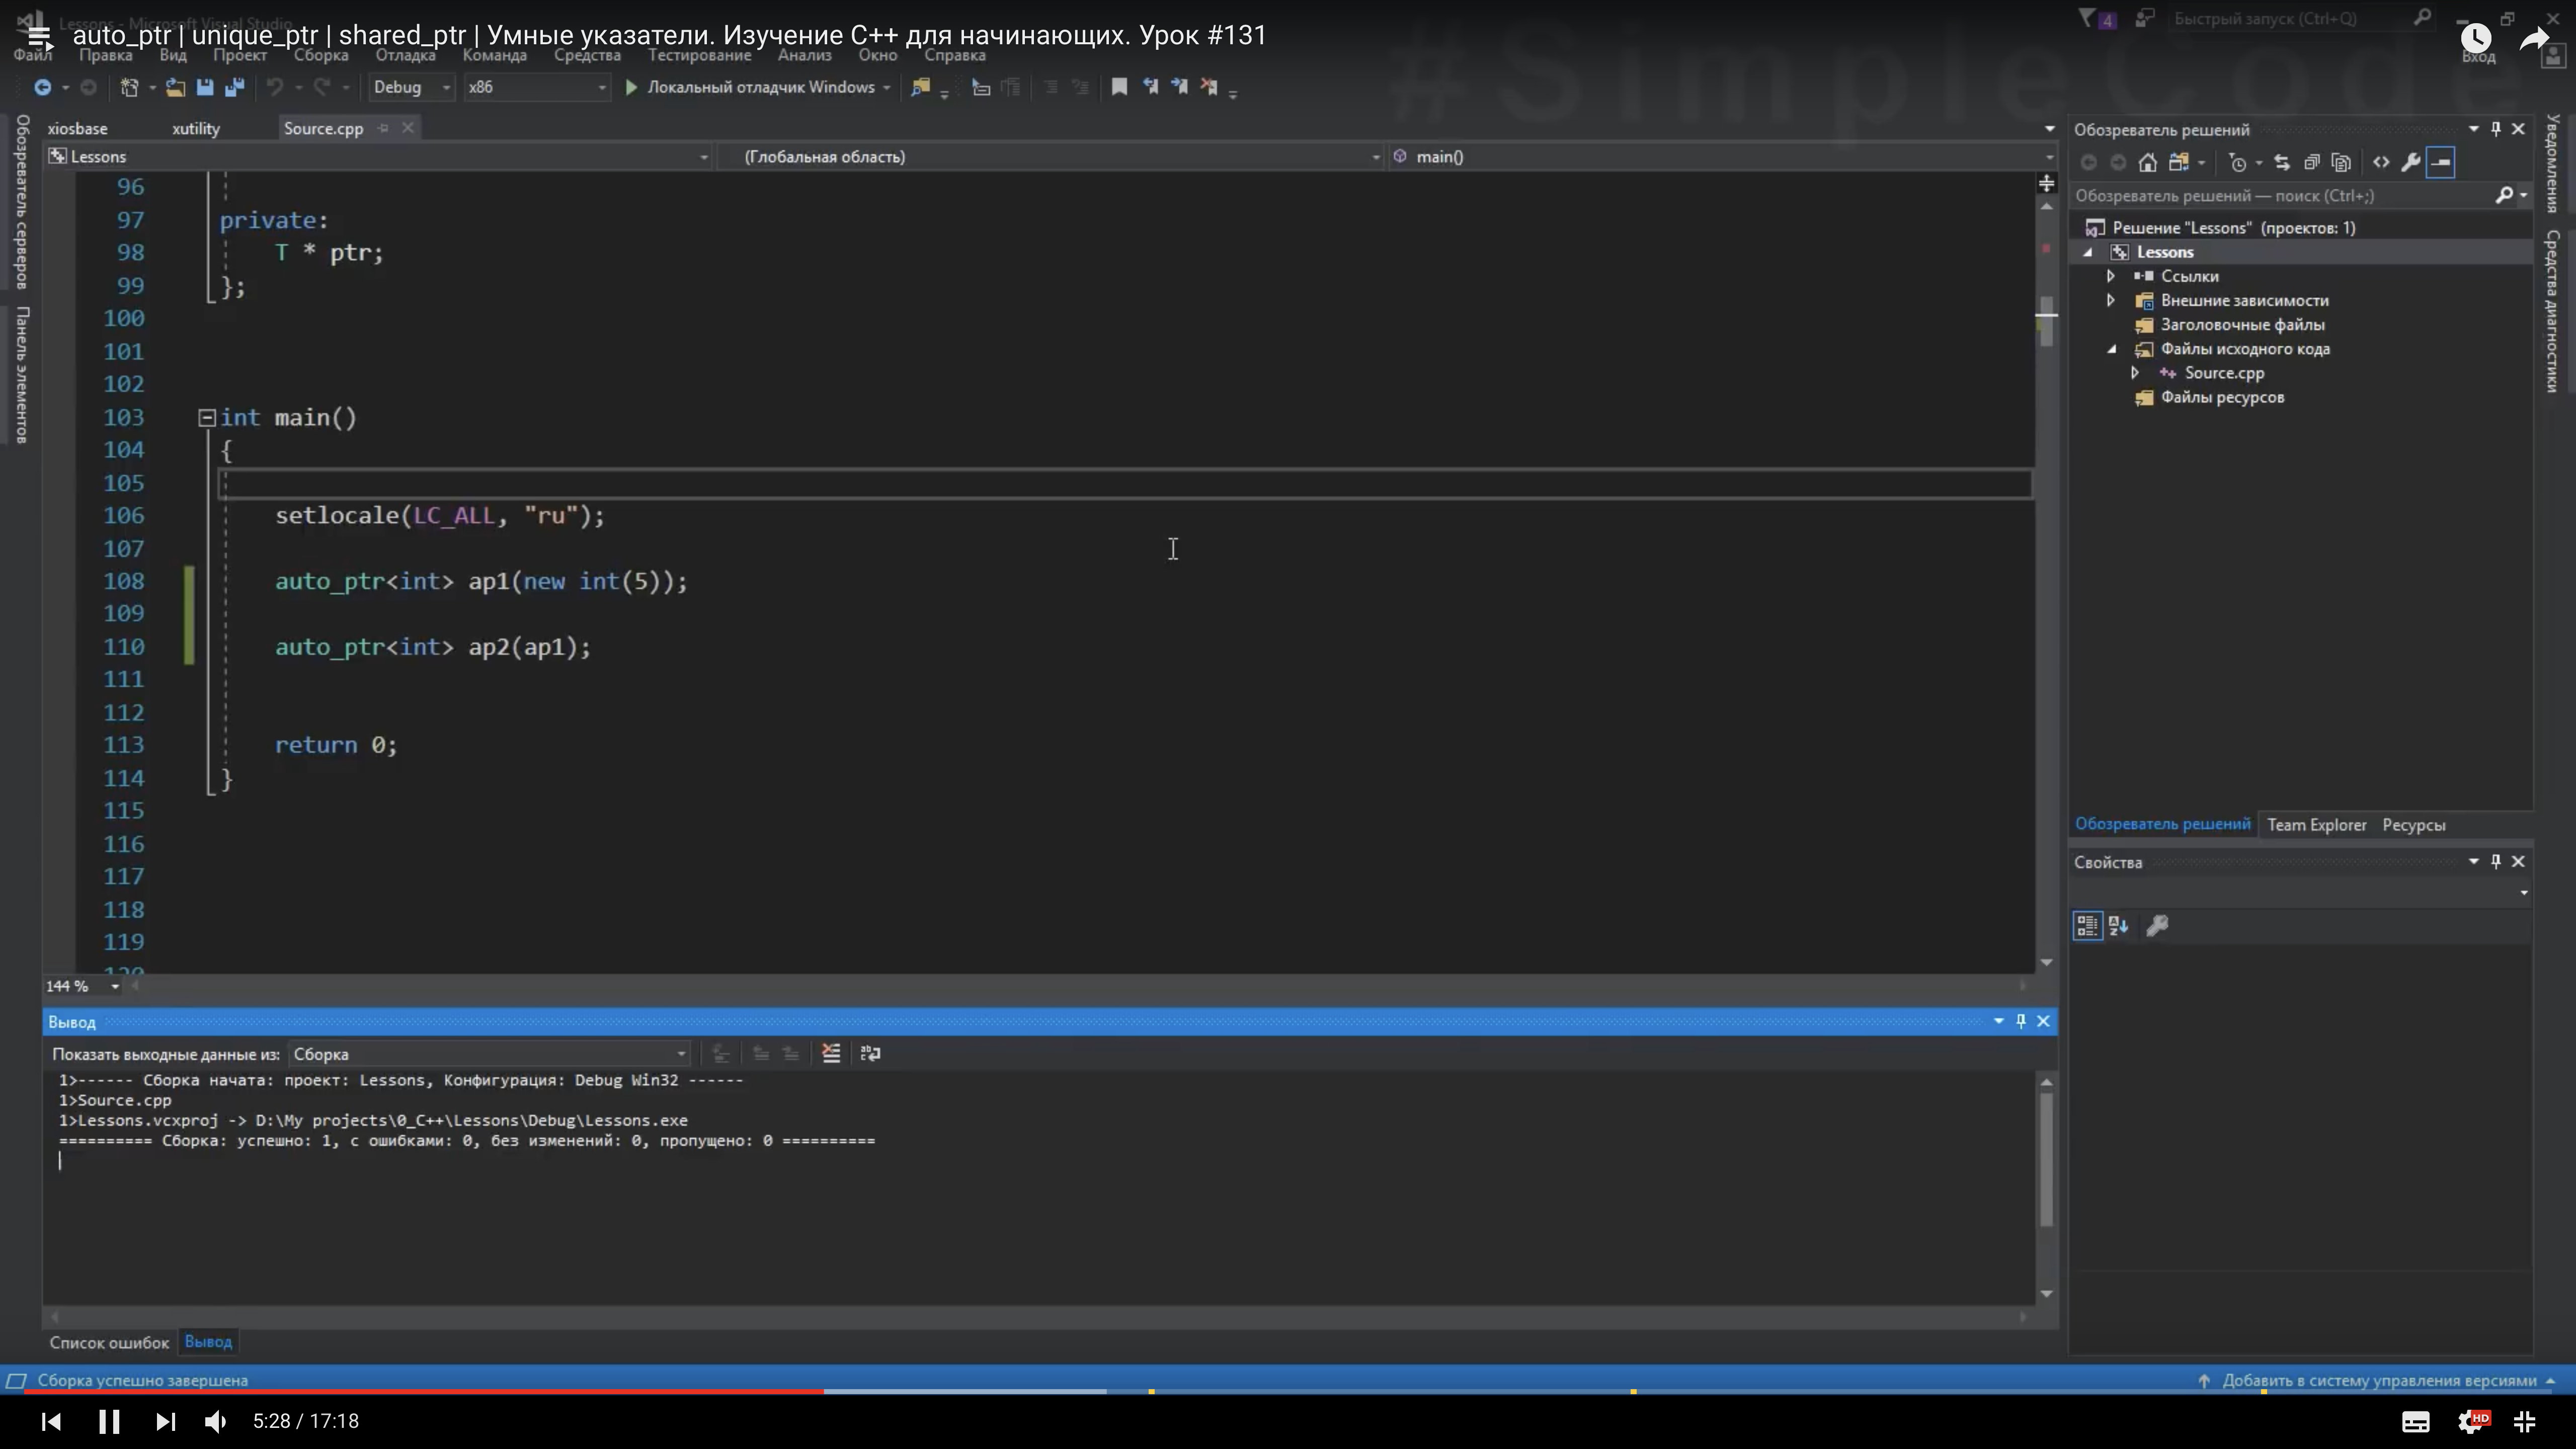 Lessons - Microsoft Visual Studio
auto_ptr | unique_ptr | shared_ptr | Умные указатели. Изучение C++ для начинающих. Урок #131
4
Быстрый запуск (Ctrl+Q)
Файл Правка Вид Проект Сборка Отладка Команда Средства Тестирование Анализ Окно Справка
Вход
#SimpleCode
Debug x86 Локальный отладчик Windows
xiosbase xutility Source.cpp
Lessons (Глобальная область) main()
Обозреватель серверов
Панель элементов
96
97 private:
98 T * ptr;
99 };
100
101
102
103 int main()
104 {
105
106 setlocale(LC_ALL, "ru");
107
108 auto_ptr<int> ap1(new int(5));
109
110 auto_ptr<int> ap2(ap1);
111
112
113 return 0;
114 }
115
116
117
118
119
120
144 %
Вывод
Показать выходные данные из: Сборка
1>------ Сборка начата: проект: Lessons, Конфигурация: Debug Win32 ------
1>Source.cpp
1>Lessons.vcxproj -> D:\My projects\0_C++\Lessons\Debug\Lessons.exe
========== Сборка: успешно: 1, с ошибками: 0, без изменений: 0, пропущено: 0 ==========
Список ошибок Вывод
Обозреватель решений
Обозреватель решений — поиск (Ctrl+;)
Решение "Lessons" (проектов: 1)
Lessons
Ссылки
Внешние зависимости
Заголовочные файлы
Файлы исходного кода
Source.cpp
Файлы ресурсов
Обозреватель решений Team Explorer Ресурсы
Свойства
Уведомления
Средства диагностики
Сборка успешно завершена
Добавить в систему управления версиями
5:28 / 17:18
HD